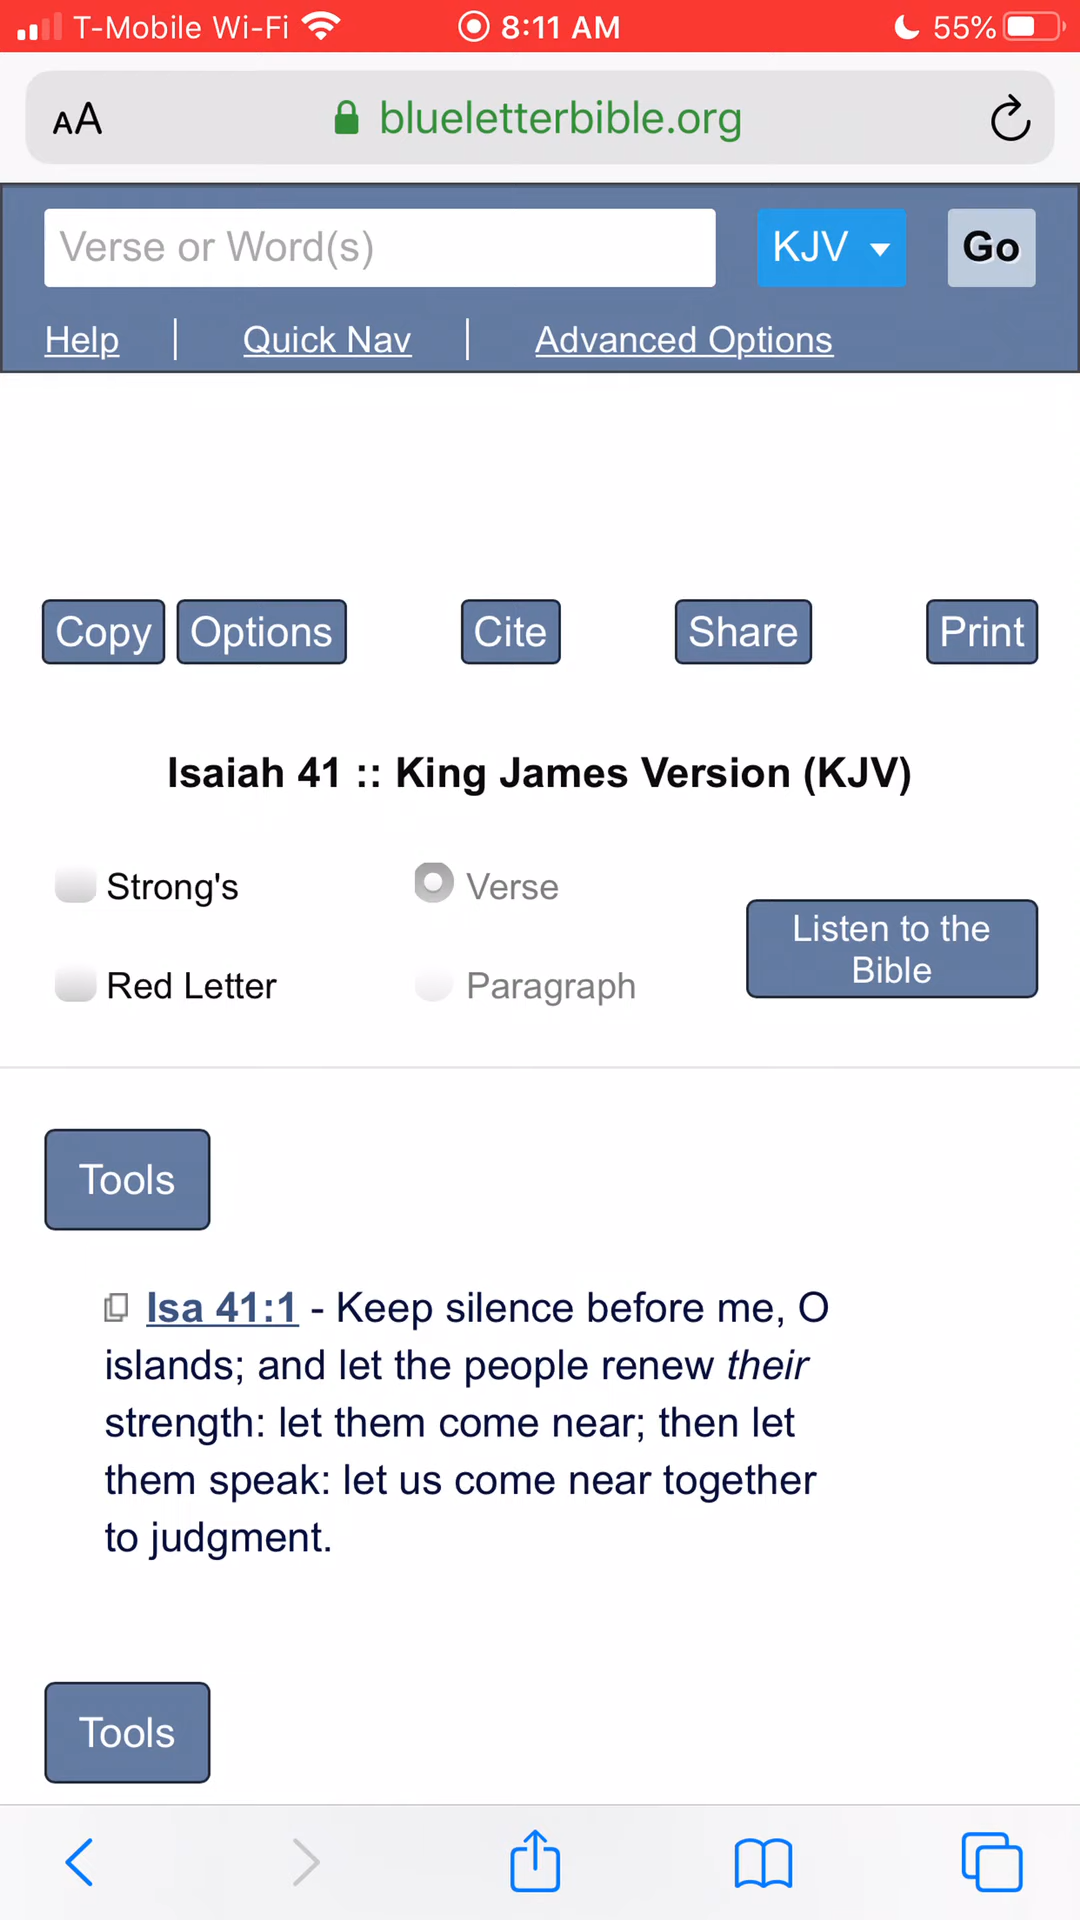 T-Mobile Wi-Fi 8:11 AM 55%
AA blueletterbible.org
Verse or Word(s) KJV Go
Help | Quick Nav | Advanced Options
Copy Options Cite Share Print
Isaiah 41 :: King James Version (KJV)
Strong's Verse
Listen to the
Bible
Red Letter Paragraph
Tools
Isa 41:1 - Keep silence before me, O
islands; and let the people renew their
strength: let them come near; then let
them speak: let us come near together
to judgment.
Tools